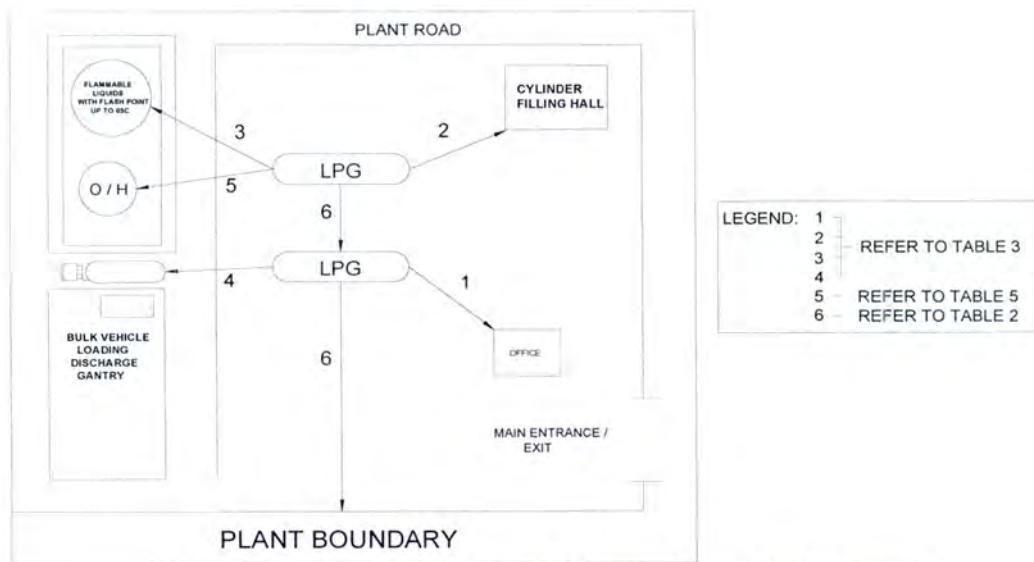 PLANT ROAD
FLAMMABLE
LIQUIDS
WITH FLASH POINT
UP TO 65C
CYLINDER
FILLING HALL
3
2
LPG
O / H
5
6
LPG
4
1
BULK VEHICLE
LOADING
DISCHARGE
GANTRY
6
OFFICE
MAIN ENTRANCE /
EXIT
PLANT BOUNDARY
LEGEND: 1
2
3
4
REFER TO TABLE 3
5 REFER TO TABLE 5
6 REFER TO TABLE 2